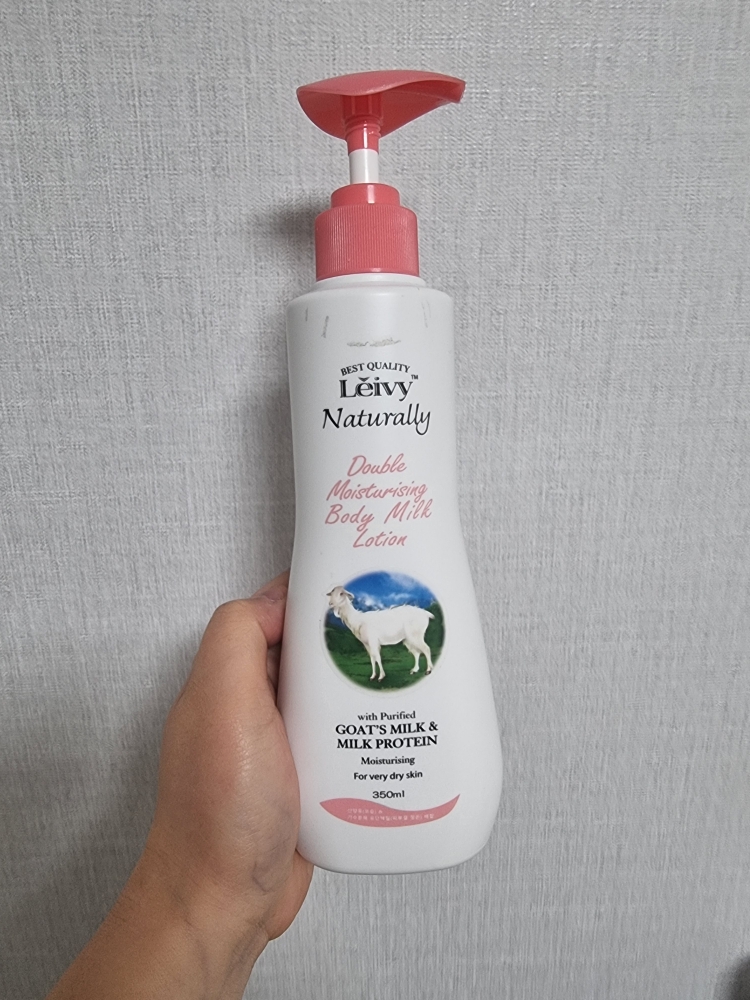 BEST QUALITY
Lĕivy™
Naturally
Double
Moisturising
Body Milk
Lotion
with Purified
GOAT'S MILK &
MILK PROTEIN
Moisturising
For very dry skin
350ml